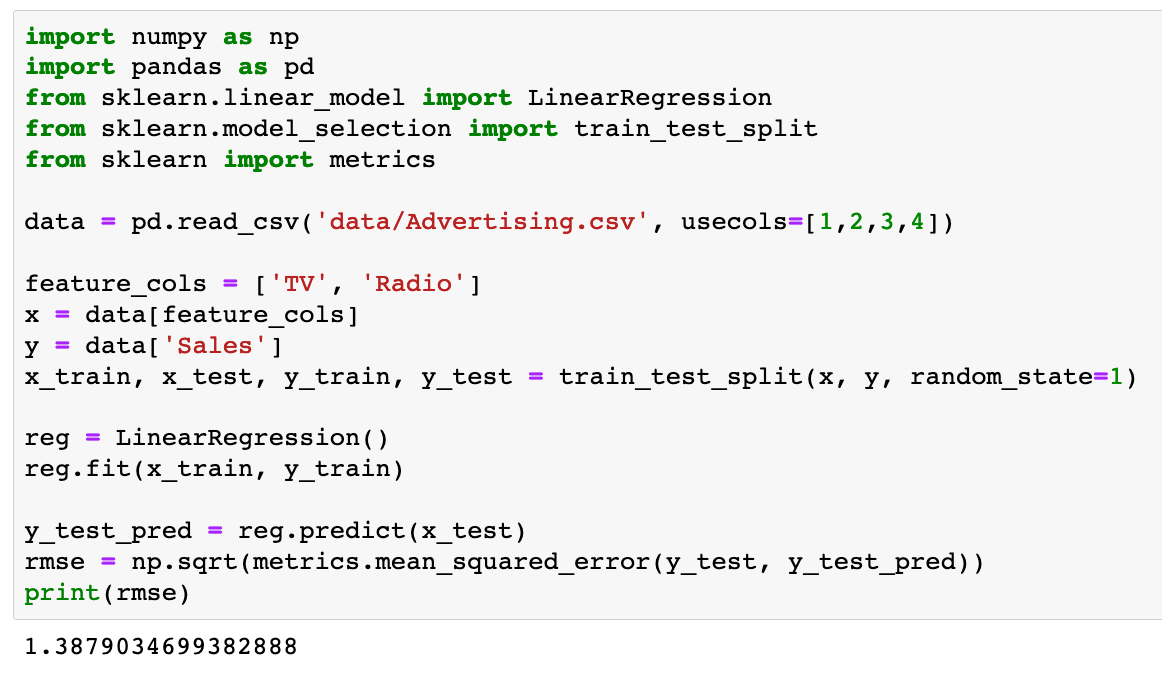 import numpy as np
import pandas as pd
from sklearn.linear_model import LinearRegression
from sklearn.model_selection import train_test_split
from sklearn import metrics
data = pd.read_csv('data/Advertising.csv', usecols=[1,2,3,4])
feature_cols = ['TV', 'Radio']
x = data[feature_cols]
y = data['Sales']
x_train, x_test, y_train, y_test = train_test_split(x, y, random_state=1)
reg = LinearRegression()
reg.fit(x_train, y_train)
y_test_pred = reg.predict(x_test)
rmse = np.sqrt(metrics.mean_squared_error(y_test, y_test_pred))
print(rmse)
1.3879034699382888